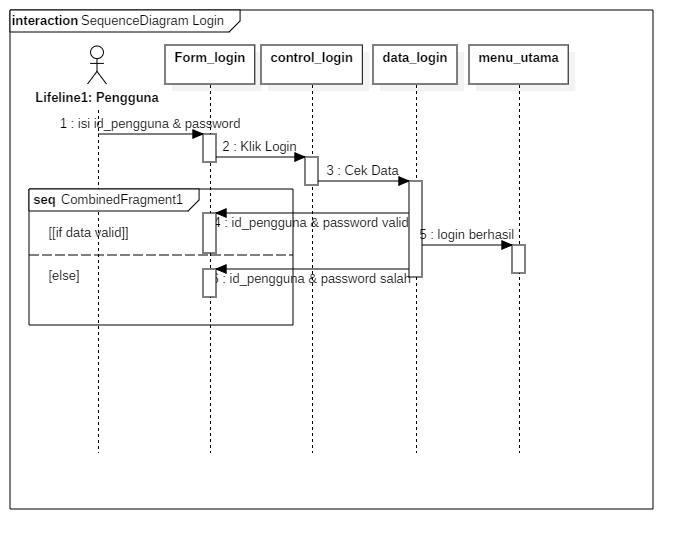 interaction SequenceDiagram Login
Form_login control_login data_login menu_utama
Lifeline1: Pengguna
1 : isi id_pengguna & password
2 : Klik Login
3 : Cek Data
seq CombinedFragment1
4 : id_pengguna & password valid
[[if data valid]]
5 : login berhasil
[else]
6 : id_pengguna & password salah